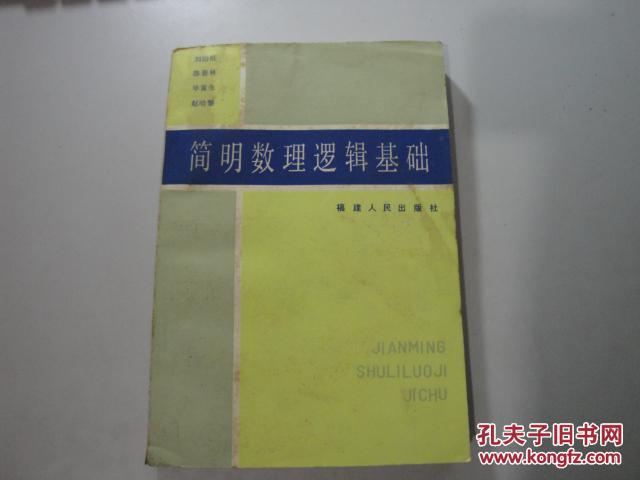 简明数理逻辑基础
福建人民出版社
JIANMING
SHULILUOJI
JICHU
孔夫子旧书网
www.kongfz.com